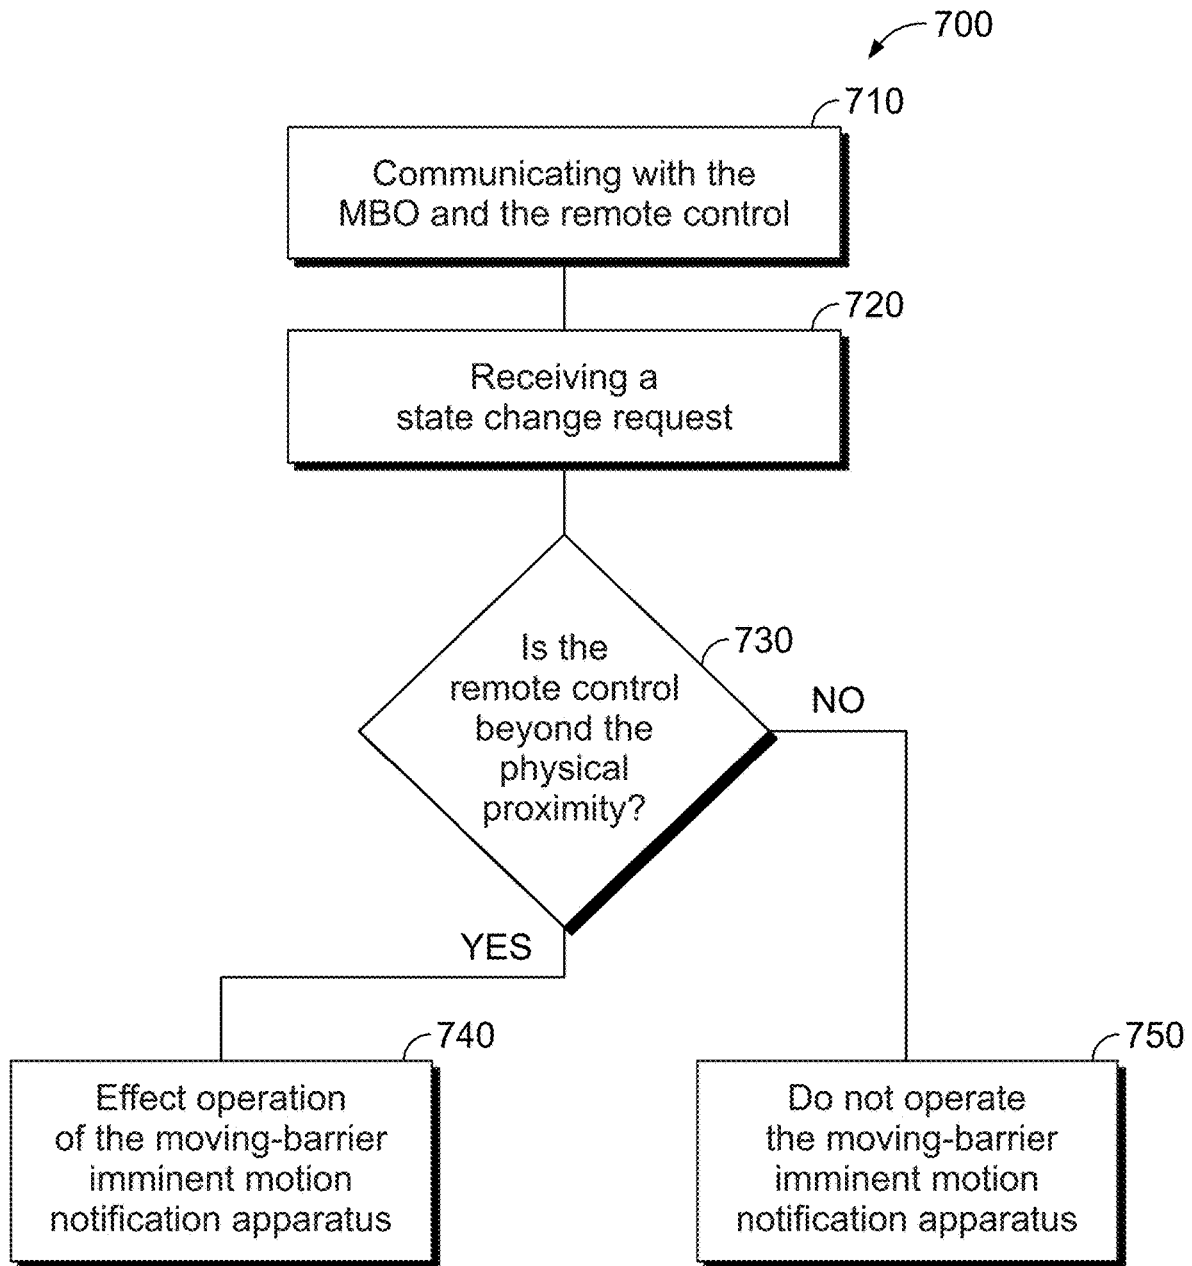 700
710
Communicating with the
MBO and the remote control
720
Receiving a
state change request
730
Is the
remote control
beyond the
physical
proximity?
NO
YES
740
Effect operation
of the moving-barrier
imminent motion
notification apparatus
750
Do not operate
the moving-barrier
imminent motion
notification apparatus